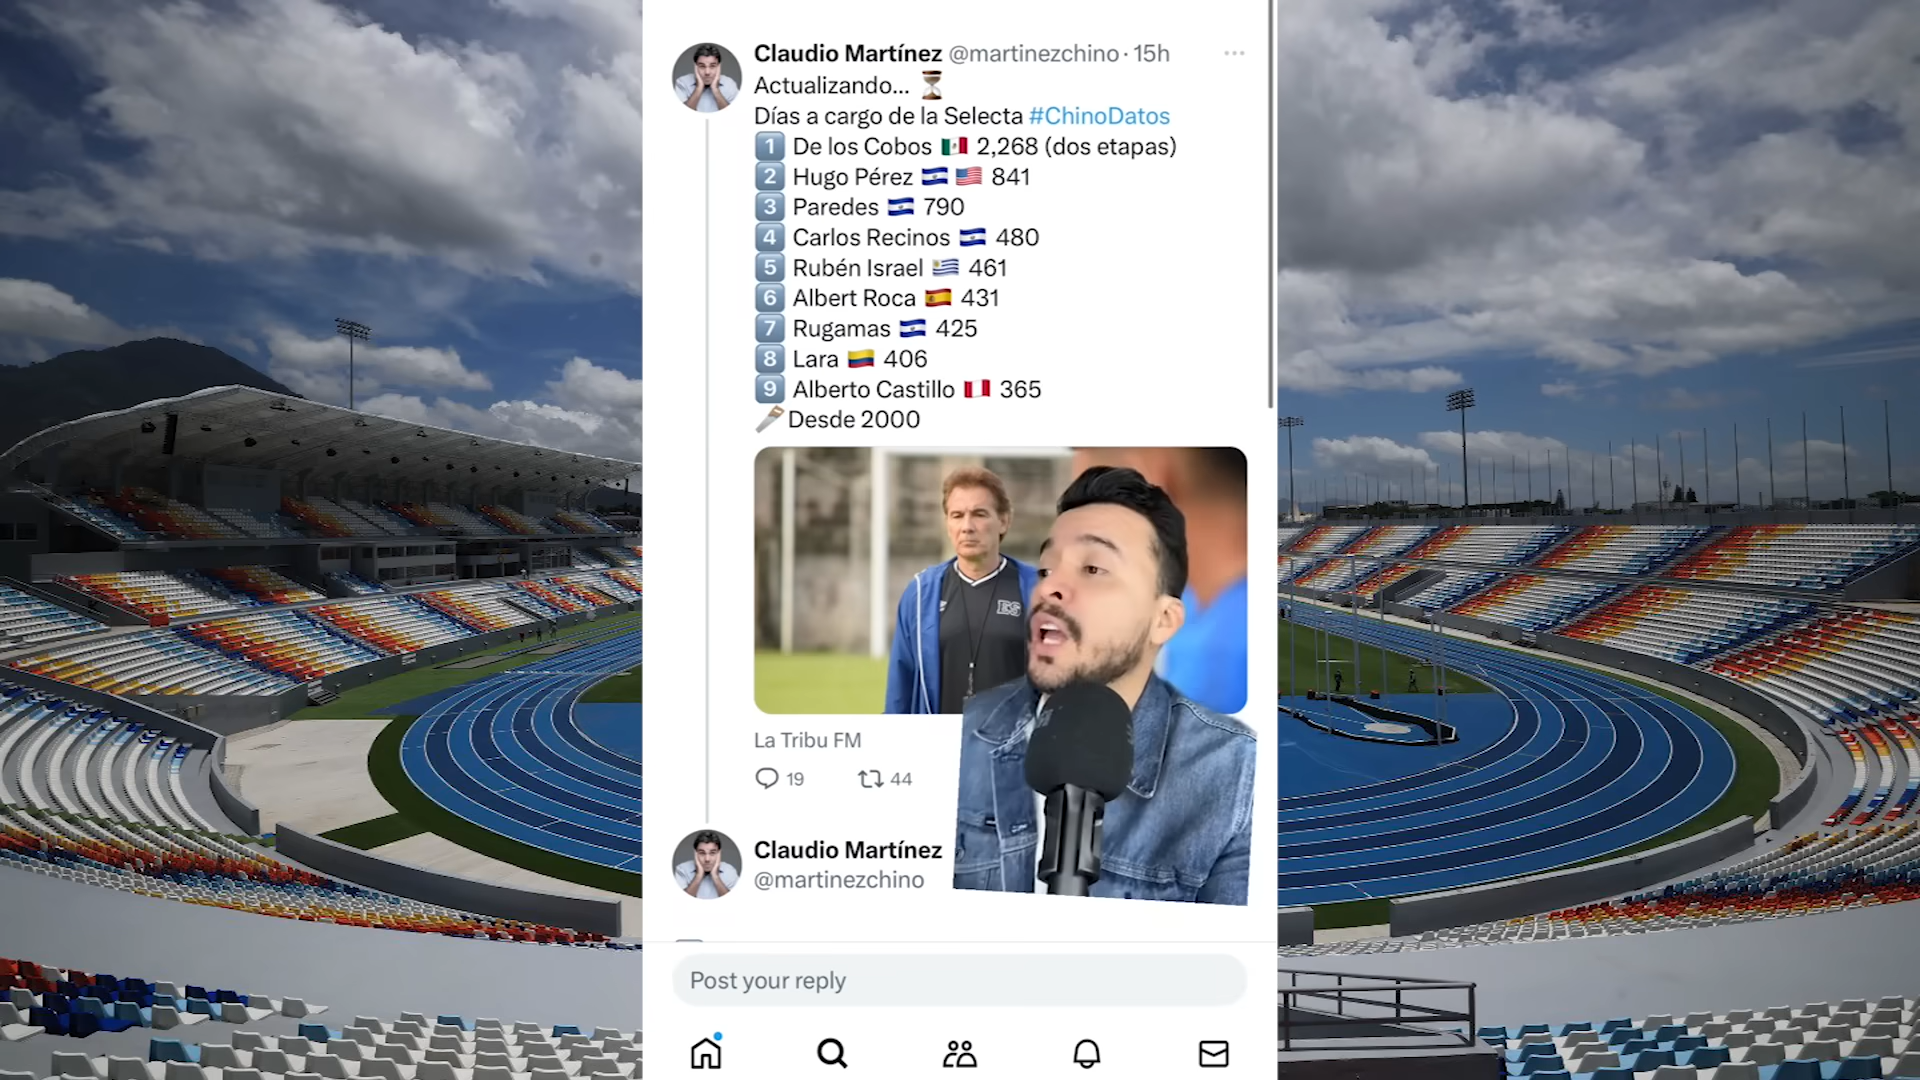 Claudio Martínez @martinezchino · 15h
Actualizando... ⏳
Días a cargo de la Selecta #ChinoDatos
1 De los Cobos 🇲🇽 2,268 (dos etapas)
2 Hugo Pérez 🇸🇻 🇺🇸 841
3 Paredes 🇸🇻 790
4 Carlos Recinos 🇸🇻 480
5 Rubén Israel 🇺🇾 461
6 Albert Roca 🇪🇸 431
7 Rugamas 🇸🇻 425
8 Lara 🇨🇴 406
9 Alberto Castillo 🇵🇪 365
🪚Desde 2000
ES
La Tribu FM
19 44
Claudio Martínez
@martinezchino
Post your reply